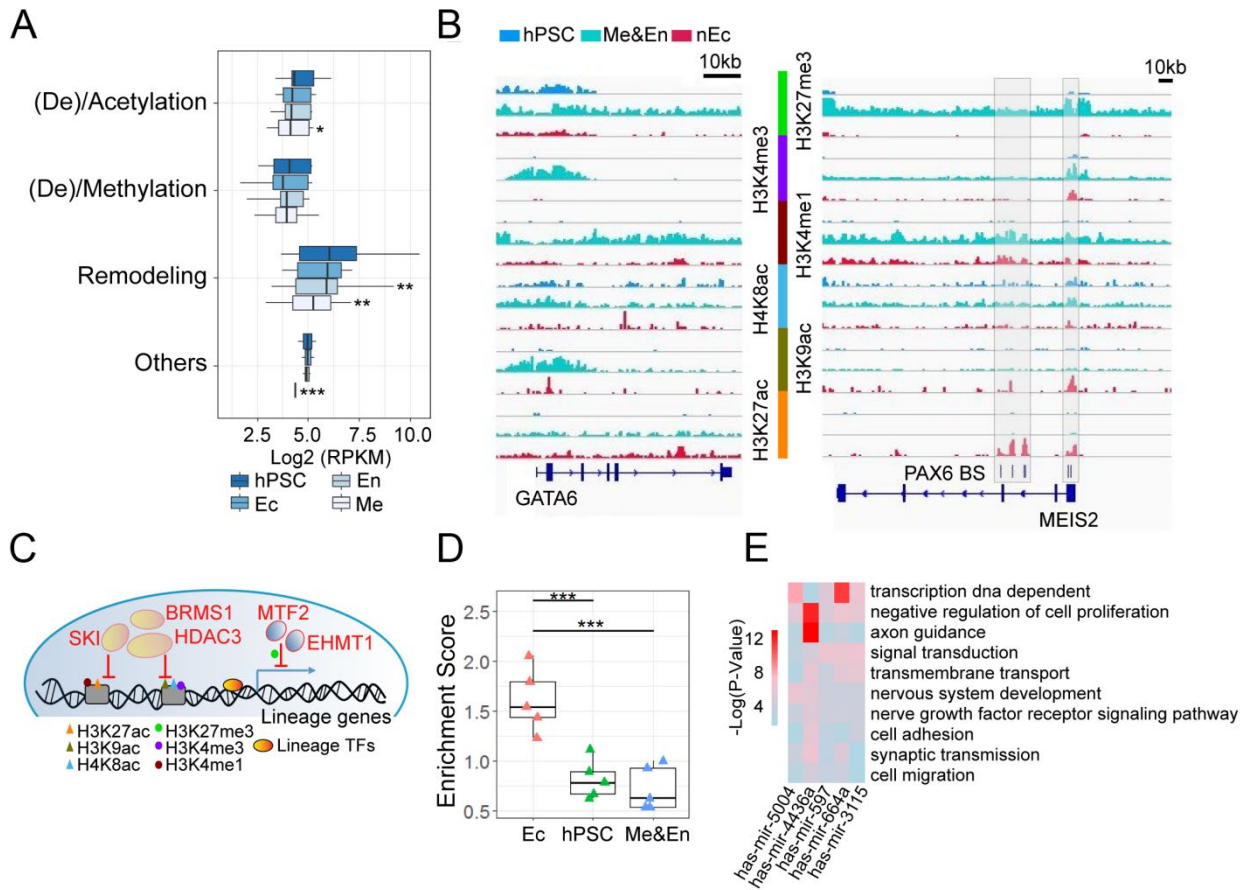 A
(De)/Acetylation
(De)/Methylation
Remodeling
Others
*
**
**
***
2.5 5.0 7.5 10.0
Log2 (RPKM)
hPSC En
Ec Me
B
hPSC Me&En nEc
10kb 10kb
H3K27me3
H3K4me3
H3K4me1
H4K8ac
H3K9ac
H3K27ac
GATA6
PAX6 BS
MEIS2
C
BRMS1
SKI
HDAC3
MTF2
EHMT1
Lineage genes
H3K27ac H3K27me3
H3K9ac H3K4me3 Lineage TFs
H4K8ac H3K4me1
D
Enrichment Score
2.5
2.0
1.5
1.0
0.5
***
***
Ec hPSC Me&En
E
-Log(P-Value)
12
8
4
transcription dna dependent
negative regulation of cell proliferation
axon guidance
signal transduction
transmembrane transport
nervous system development
nerve growth factor receptor signaling pathway
cell adhesion
synaptic transmission
cell migration
has-mir-5004
has-mir-4436a
has-mir-597
has-mir-664a
has-mir-3115